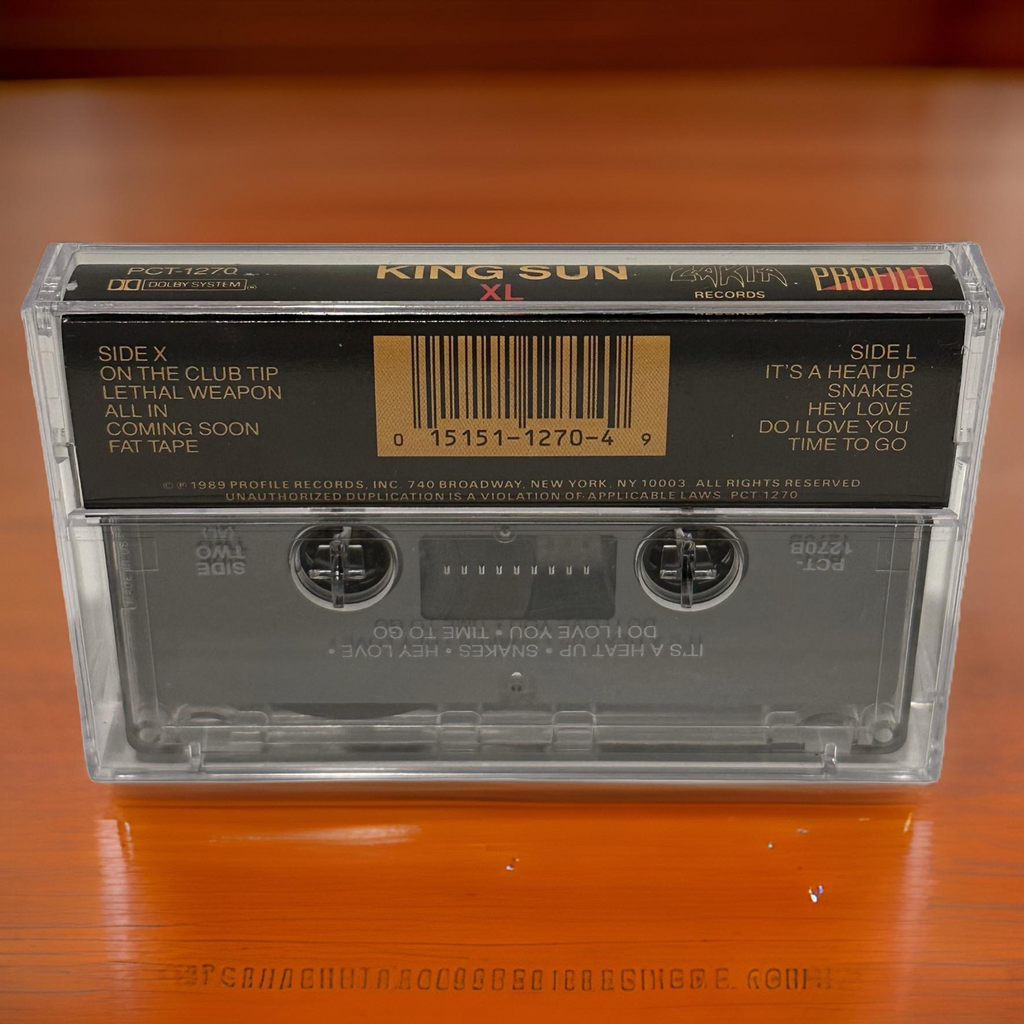 PCT-1270
DOLBY SYSTEM
KING SUN
XL
ZAKIA
RECORDS
PROFILE
SIDE X
ON THE CLUB TIP
LETHAL WEAPON
ALL IN
COMING SOON
FAT TAPE
0 15151-1270-4 9
SIDE L
IT'S A HEAT UP
SNAKES
HEY LOVE
DO I LOVE YOU
TIME TO GO
©℗ 1989 PROFILE RECORDS, INC. 740 BROADWAY, NEW YORK, NY 10003 ALL RIGHTS RESERVED
UNAUTHORIZED DUPLICATION IS A VIOLATION OF APPLICABLE LAWS PCT-1270
SIDE
TWO
PCT-
1270B
IT'S A HEAT UP • SNAKES • HEY LOVE •
DO I LOVE YOU • TIME TO GO